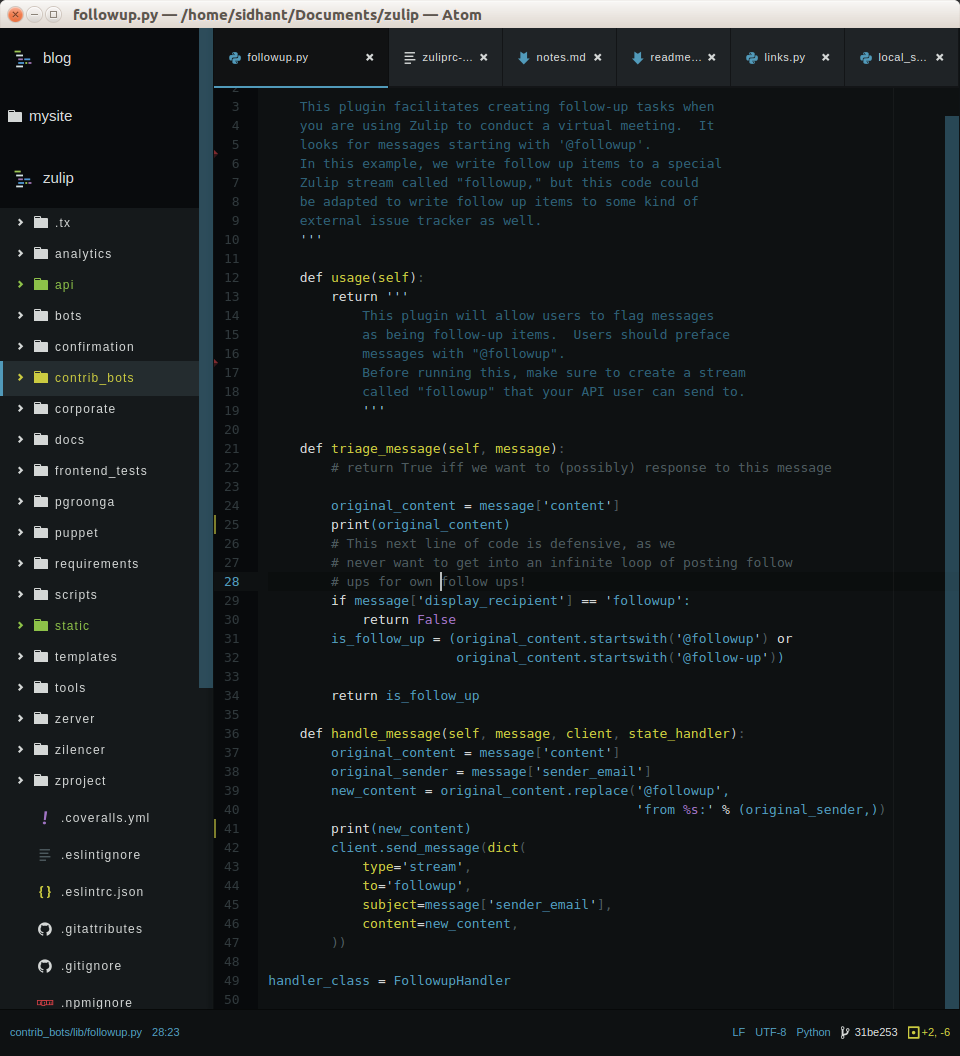 followup.py — /home/sidhant/Documents/zulip — Atom
blog
mysite
zulip
.tx
analytics
api
bots
confirmation
contrib_bots
corporate
docs
frontend_tests
pgroonga
puppet
requirements
scripts
static
templates
tools
zerver
zilencer
zproject
.coveralls.yml
.eslintignore
.eslintrc.json
.gitattributes
.gitignore
.npmignore
followup.py zuliprc-... notes.md readme... links.py local_s...
2
3     This plugin facilitates creating follow-up tasks when
4     you are using Zulip to conduct a virtual meeting.  It
5     looks for messages starting with '@followup'.
6     In this example, we write follow up items to a special
7     Zulip stream called "followup," but this code could
8     be adapted to write follow up items to some kind of
9     external issue tracker as well.
10     '''
11
12     def usage(self):
13         return '''
14             This plugin will allow users to flag messages
15             as being follow-up items.  Users should preface
16             messages with "@followup".
17             Before running this, make sure to create a stream
18             called "followup" that your API user can send to.
19             '''
20
21     def triage_message(self, message):
22         # return True iff we want to (possibly) response to this message
23
24         original_content = message['content']
25         print(original_content)
26         # This next line of code is defensive, as we
27         # never want to get into an infinite loop of posting follow
28         # ups for own follow ups!
29         if message['display_recipient'] == 'followup':
30             return False
31         is_follow_up = (original_content.startswith('@followup') or
32                         original_content.startswith('@follow-up'))
33
34         return is_follow_up
35
36     def handle_message(self, message, client, state_handler):
37         original_content = message['content']
38         original_sender = message['sender_email']
39         new_content = original_content.replace('@followup',
40                                                'from %s:' % (original_sender,))
41         print(new_content)
42         client.send_message(dict(
43             type='stream',
44             to='followup',
45             subject=message['sender_email'],
46             content=new_content,
47         ))
48
49 handler_class = FollowupHandler
50
contrib_bots/lib/followup.py 28:23 LF UTF-8 Python 31be253 +2, -6